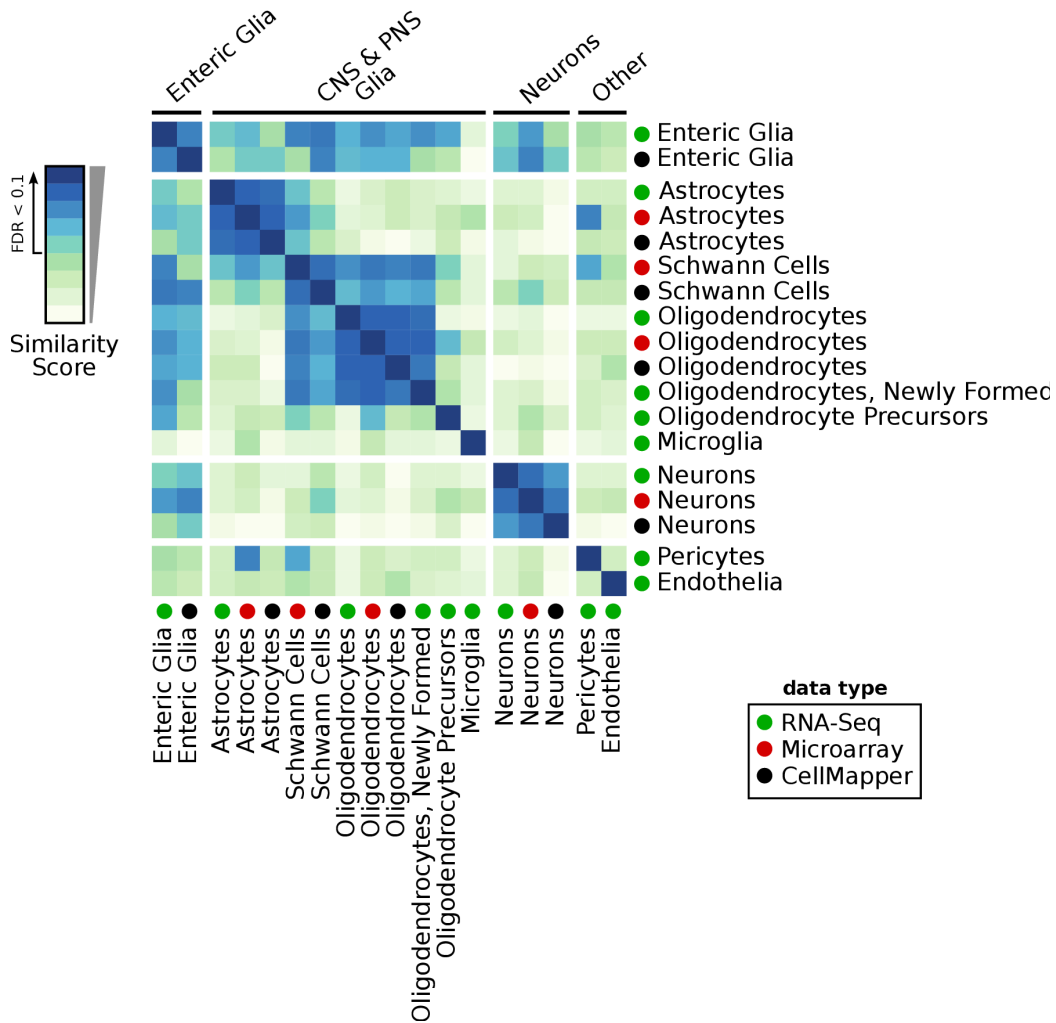 Enteric Glia
CNS & PNS
Glia
Neurons
Other
FDR < 0.1
Similarity
Score
Enteric Glia
Enteric Glia
Astrocytes
Astrocytes
Astrocytes
Schwann Cells
Schwann Cells
Oligodendrocytes
Oligodendrocytes
Oligodendrocytes
Oligodendrocytes, Newly Formed
Oligodendrocyte Precursors
Microglia
Neurons
Neurons
Neurons
Pericytes
Endothelia
Enteric Glia
Enteric Glia
Astrocytes
Astrocytes
Astrocytes
Schwann Cells
Schwann Cells
Oligodendrocytes
Oligodendrocytes
Oligodendrocytes
Oligodendrocytes, Newly Formed
Oligodendrocyte Precursors
Microglia
Neurons
Neurons
Neurons
Pericytes
Endothelia
data type
RNA-Seq
Microarray
CellMapper